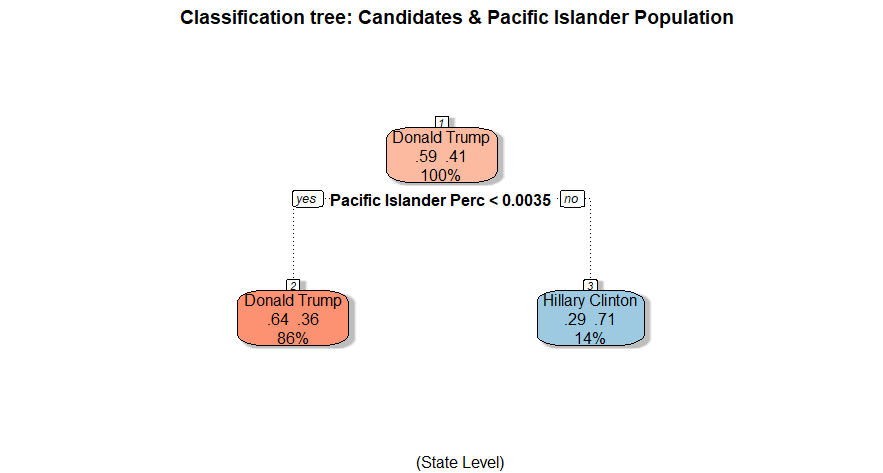 Classification tree: Candidates & Pacific Islander Population
1
Donald Trump
.59 .41
100%
yes Pacific Islander Perc < 0.0035 no
2
Donald Trump
.64 .36
86%
3
Hillary Clinton
.29 .71
14%
(State Level)